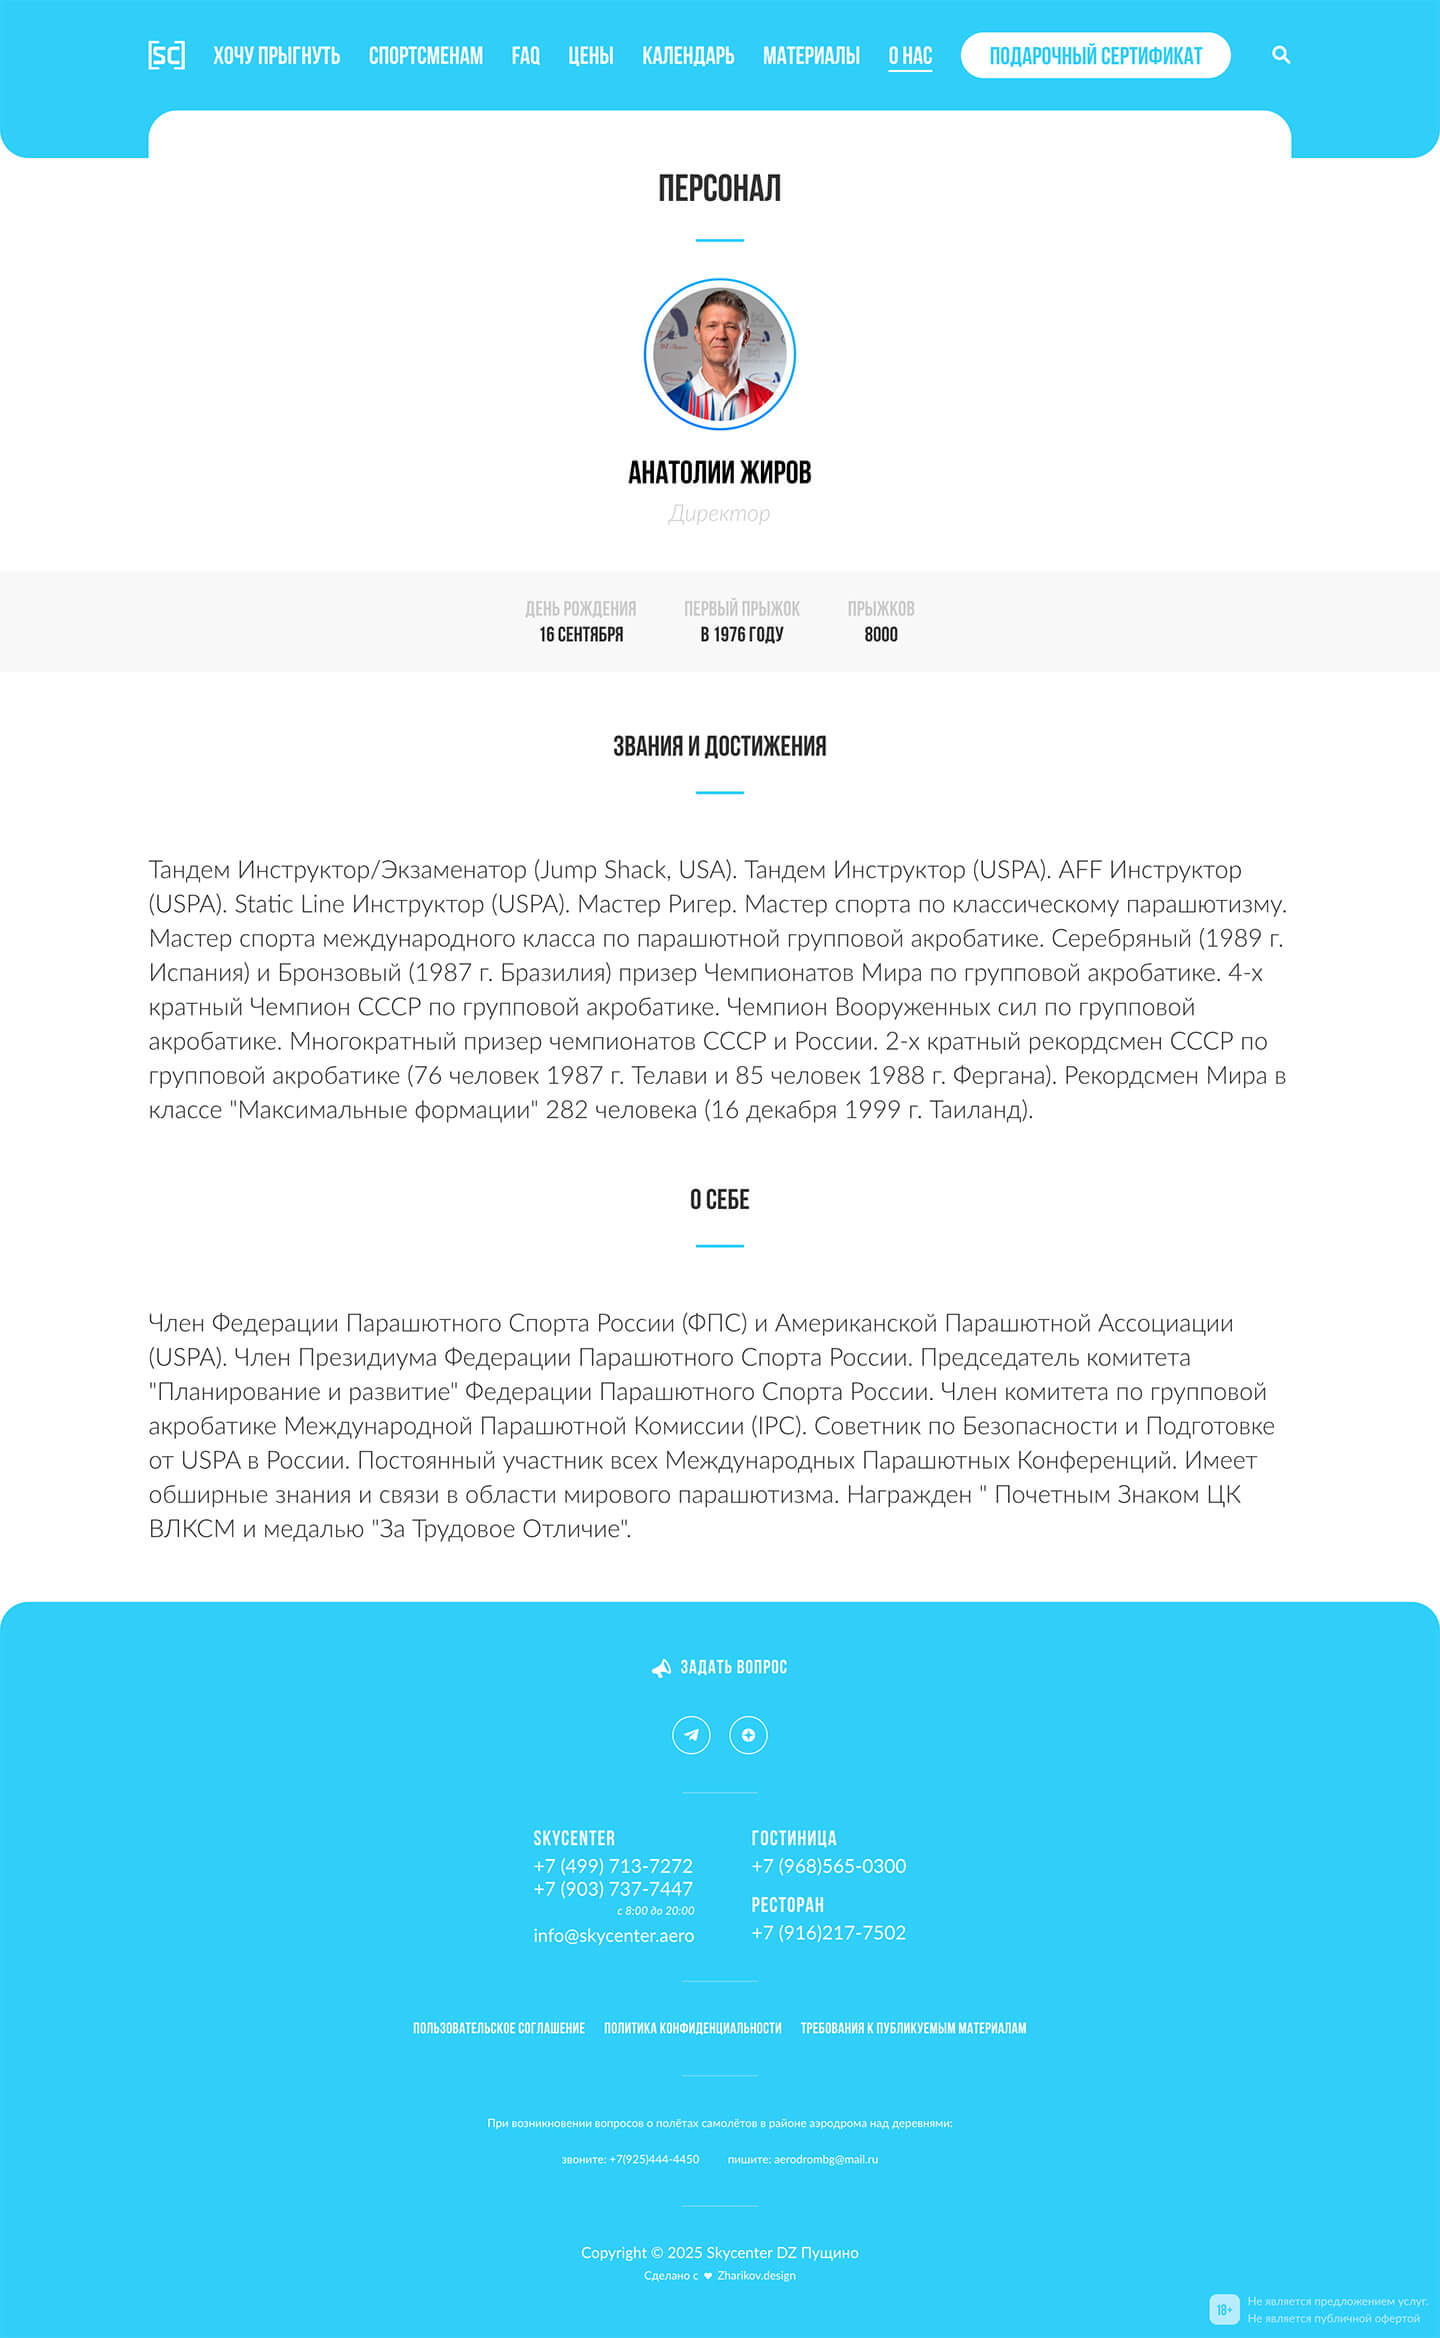 [SC] ХОЧУ ПРЫГНУТЬ СПОРТСМЕНАМ FAQ ЦЕНЫ КАЛЕНДАРЬ МАТЕРИАЛЫ О НАС ПОДАРОЧНЫЙ СЕРТИФИКАТ
ПЕРСОНАЛ
АНАТОЛИИ ЖИРОВ
Директор
ДЕНЬ РОЖДЕНИЯ ПЕРВЫЙ ПРЫЖОК ПРЫЖКОВ
16 СЕНТЯБРЯ В 1976 ГОДУ 8000
ЗВАНИЯ И ДОСТИЖЕНИЯ
Тандем Инструктор/Экзаменатор (Jump Shack, USA). Тандем Инструктор (USPA). AFF Инструктор
(USPA). Static Line Инструктор (USPA). Мастер Ригер. Мастер спорта по классическому парашютизму.
Мастер спорта международного класса по парашютной групповой акробатике. Серебряный (1989 г.
Испания) и Бронзовый (1987 г. Бразилия) призер Чемпионатов Мира по групповой акробатике. 4-х
кратный Чемпион СССР по групповой акробатике. Чемпион Вооруженных сил по групповой
акробатике. Многократный призер чемпионатов СССР и России. 2-х кратный рекордсмен СССР по
групповой акробатике (76 человек 1987 г. Телави и 85 человек 1988 г. Фергана). Рекордсмен Мира в
классе "Максимальные формации" 282 человека (16 декабря 1999 г. Таиланд).
О СЕБЕ
Член Федерации Парашютного Спорта России (ФПС) и Американской Парашютной Ассоциации
(USPA). Член Президиума Федерации Парашютного Спорта России. Председатель комитета
"Планирование и развитие" Федерации Парашютного Спорта России. Член комитета по групповой
акробатике Международной Парашютной Комиссии (IPC). Советник по Безопасности и Подготовке
от USPA в России. Постоянный участник всех Международных Парашютных Конференций. Имеет
обширные знания и связи в области мирового парашютизма. Награжден " Почетным Знаком ЦК
ВЛКСМ и медалью "За Трудовое Отличие".
ЗАДАТЬ ВОПРОС
SKYCENTER
+7 (499) 713-7272
+7 (903) 737-7447
с 8:00 до 20:00
info@skycenter.aero
ГОСТИНИЦА
+7 (968)565-0300
РЕСТОРАН
+7 (916)217-7502
ПОЛЬЗОВАТЕЛЬСКОЕ СОГЛАШЕНИЕ ПОЛИТИКА КОНФИДЕНЦИАЛЬНОСТИ ТРЕБОВАНИЯ К ПУБЛИКУЕМЫМ МАТЕРИАЛАМ
При возникновении вопросов о полётах самолётов в районе аэродрома над деревнями:
звоните: +7(925)444-4450 пишите: aerodrombg@mail.ru
Copyright © 2025 Skycenter DZ Пущино
Сделано с ❤ Zharikov.design
18+ Не является предложением услуг.
Не является публичной офертой